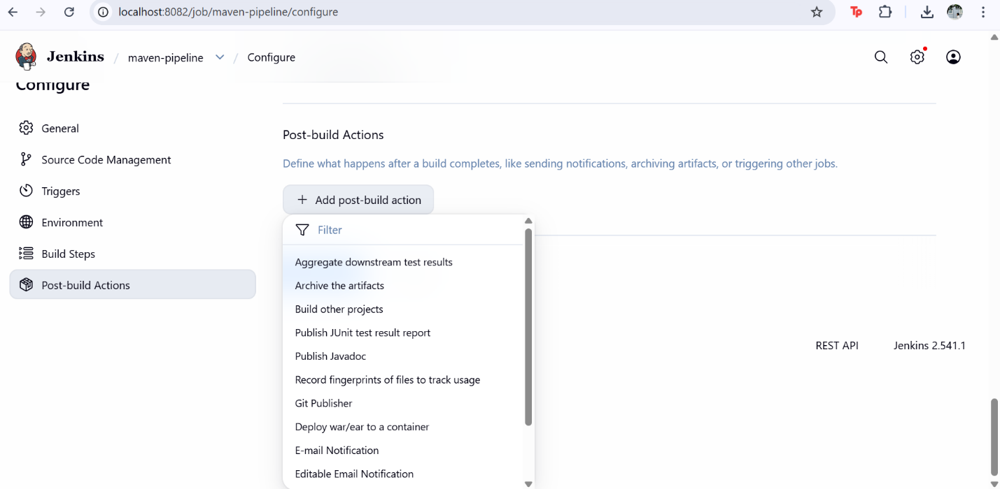 localhost:8082/job/maven-pipeline/configure
Tp
Jenkins / maven-pipeline / Configure
Configure
General
Source Code Management
Triggers
Environment
Build Steps
Post-build Actions
Post-build Actions
Define what happens after a build completes, like sending notifications, archiving artifacts, or triggering other jobs.
+ Add post-build action
Filter
Aggregate downstream test results
Archive the artifacts
Build other projects
Publish JUnit test result report
Publish Javadoc
Record fingerprints of files to track usage
Git Publisher
Deploy war/ear to a container
E-mail Notification
Editable Email Notification
REST API
Jenkins 2.541.1